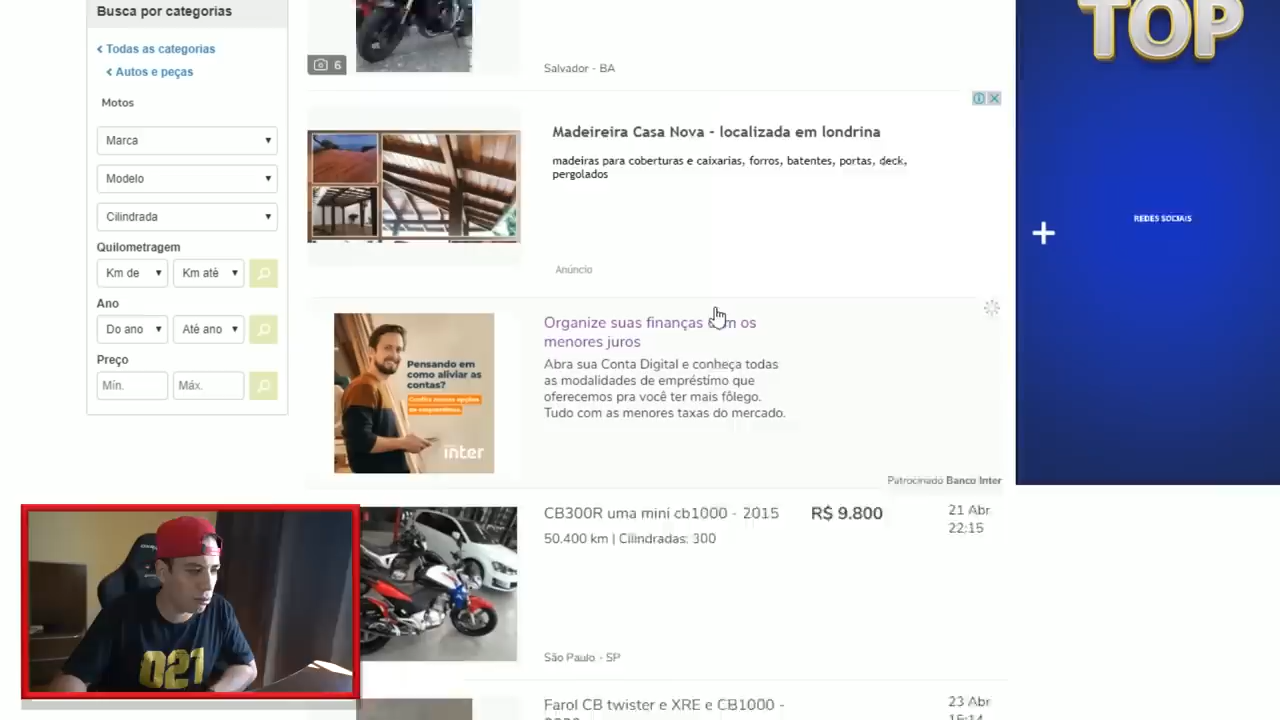 Busca por categorias
Todas as categorias
Autos e peças
Motos
Marca
Modelo
Cilindrada
Quilometragem
Km de
Km até
Ano
Do ano
Até ano
Preço
Mín.
Máx.
6
Salvador - BA
Madeireira Casa Nova - localizada em londrina
madeiras para coberturas e caixarias, forros, batentes, portas, deck,
pergolados
Anúncio
Organize suas finanças com os
menores juros
Abra sua Conta Digital e conheça todas
as modalidades de empréstimo que
oferecemos pra você ter mais fôlego.
Tudo com as menores taxas do mercado.
Pensando em
como aliviar as
contas?
inter
Patrocinado Banco Inter
CB300R uma mini cb1000 - 2015
R$ 9.800
21 Abr
22:15
50.400 km | Cilindradas: 300
São Paulo - SP
Farol CB twister e XRE e CB1000 -
23 Abr
TOP
REDES SOCIAIS
021